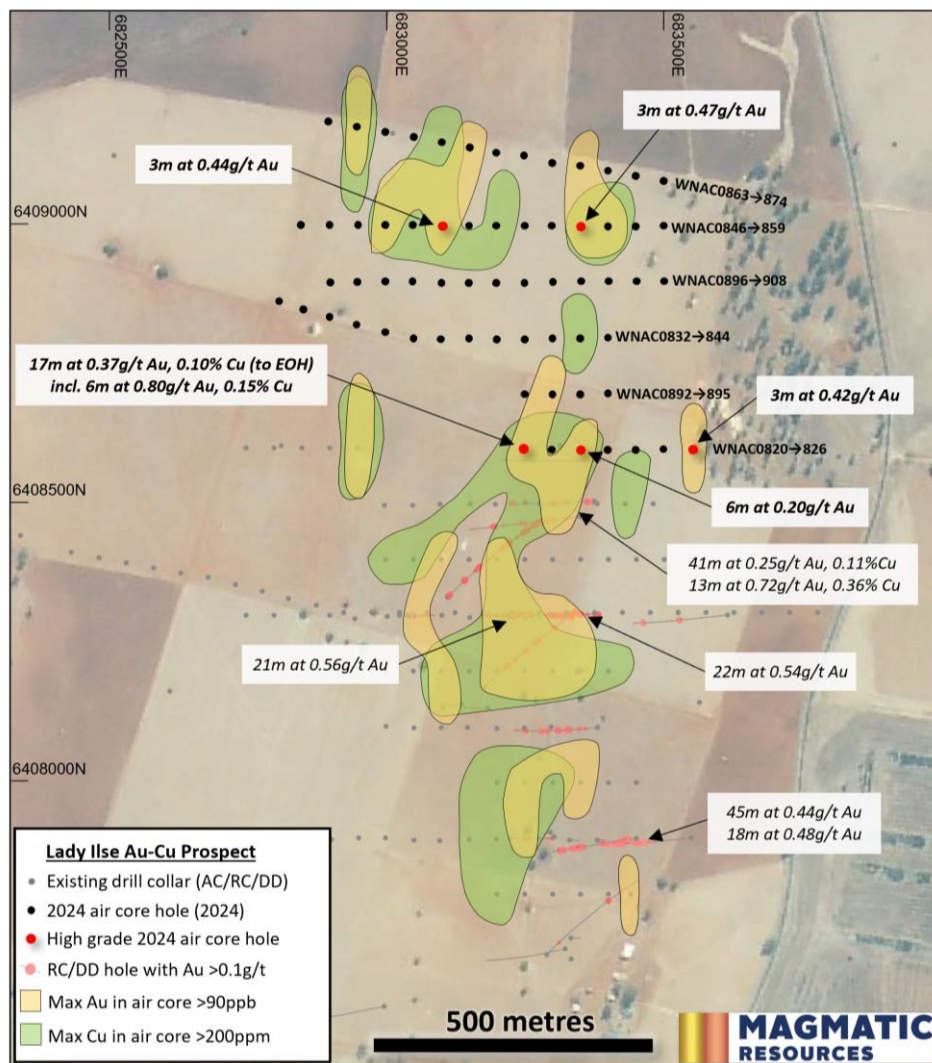 682500E
683000E
683500E
3m at 0.47g/t Au
3m at 0.44g/t Au
WNAC0863→874
6409000N
WNAC0846→859
WNAC0896→908
WNAC0832→844
17m at 0.37g/t Au, 0.10% Cu (to EOH)
incl. 6m at 0.80g/t Au, 0.15% Cu
WNAC0892→895
3m at 0.42g/t Au
WNAC0820→826
6408500N
6m at 0.20g/t Au
41m at 0.25g/t Au, 0.11%Cu
13m at 0.72g/t Au, 0.36% Cu
21m at 0.56g/t Au
22m at 0.54g/t Au
6408000N
45m at 0.44g/t Au
18m at 0.48g/t Au
Lady Ilse Au-Cu Prospect
Existing drill collar (AC/RC/DD)
2024 air core hole (2024)
High grade 2024 air core hole
RC/DD hole with Au >0.1g/t
Max Au in air core >90ppb
Max Cu in air core >200ppm
500 metres
MAGMATIC
RESOURCES